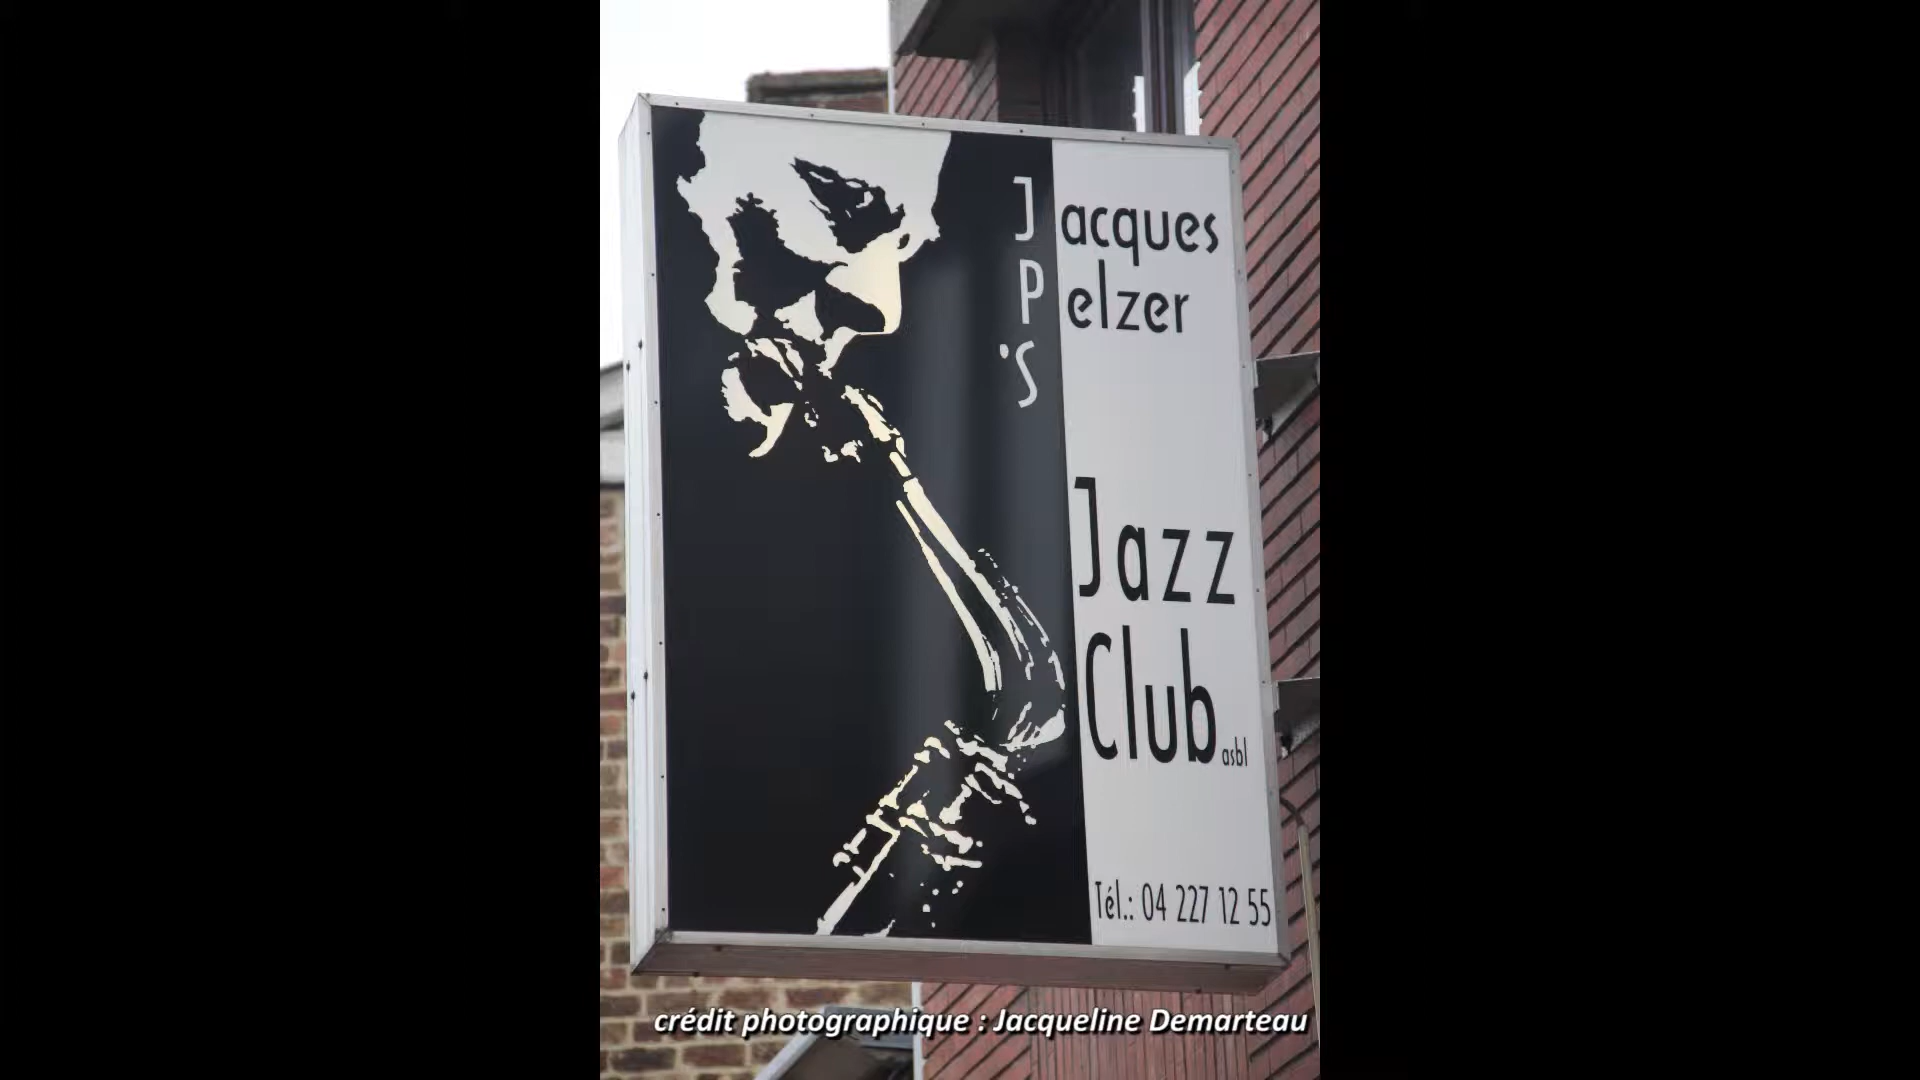 Jacques
Pelzer
'S
Jazz
Club asbl
Tél.: 04 227 12 55
crédit photographique : Jacqueline Demarteau